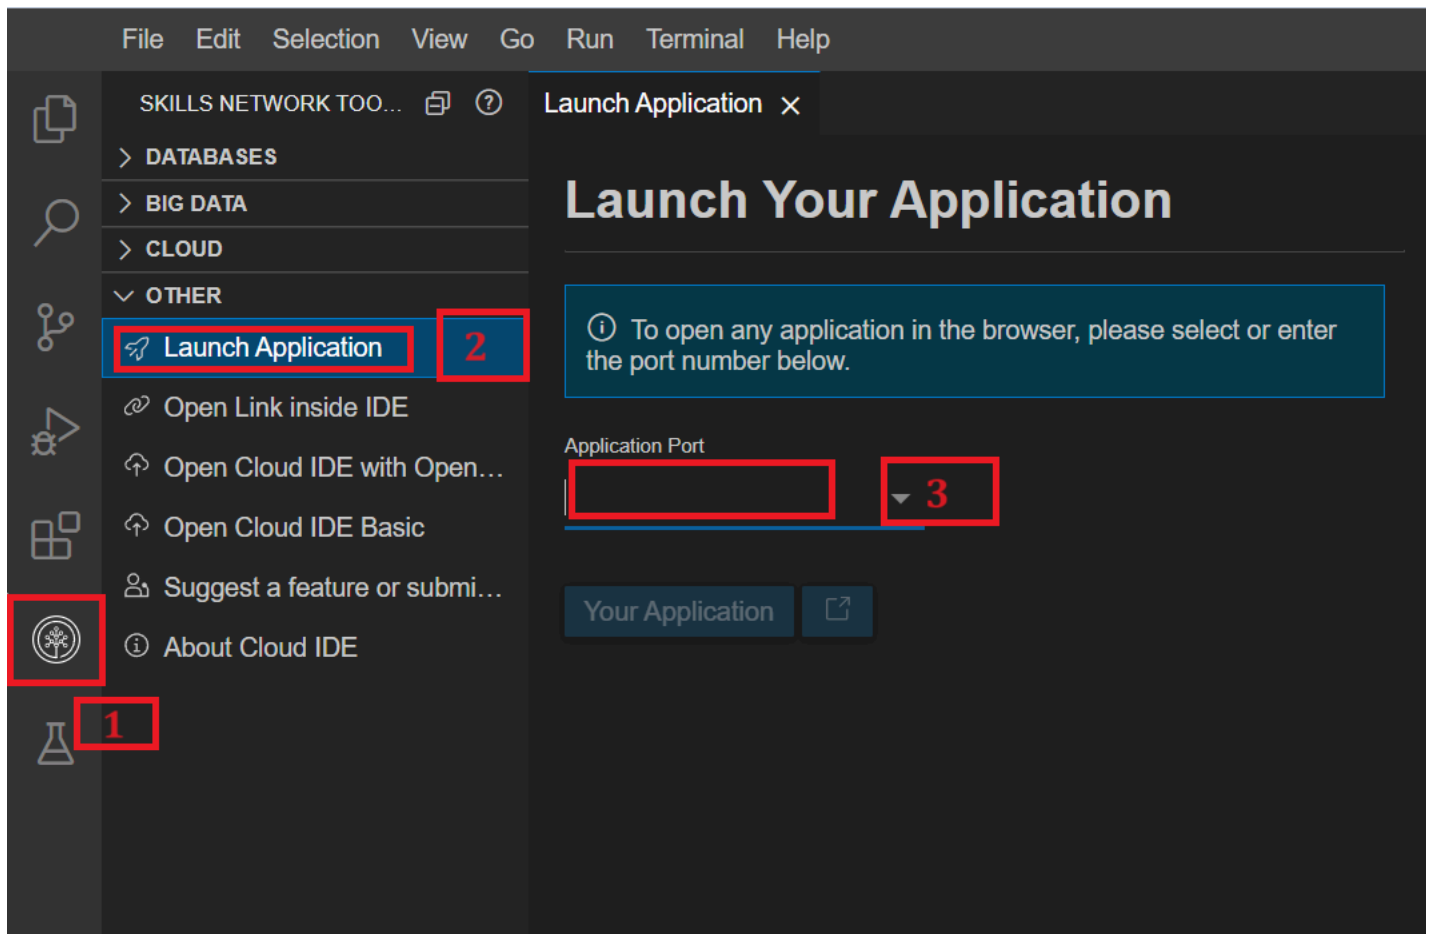 File Edit Selection View Go Run Terminal Help
SKILLS NETWORK TOO...
Launch Application
DATABASES
BIG DATA
CLOUD
OTHER
Launch Application
2
Open Link inside IDE
Open Cloud IDE with Open...
Open Cloud IDE Basic
Suggest a feature or submi...
About Cloud IDE
1
Launch Your Application
To open any application in the browser, please select or enter
the port number below.
Application Port
3
Your Application